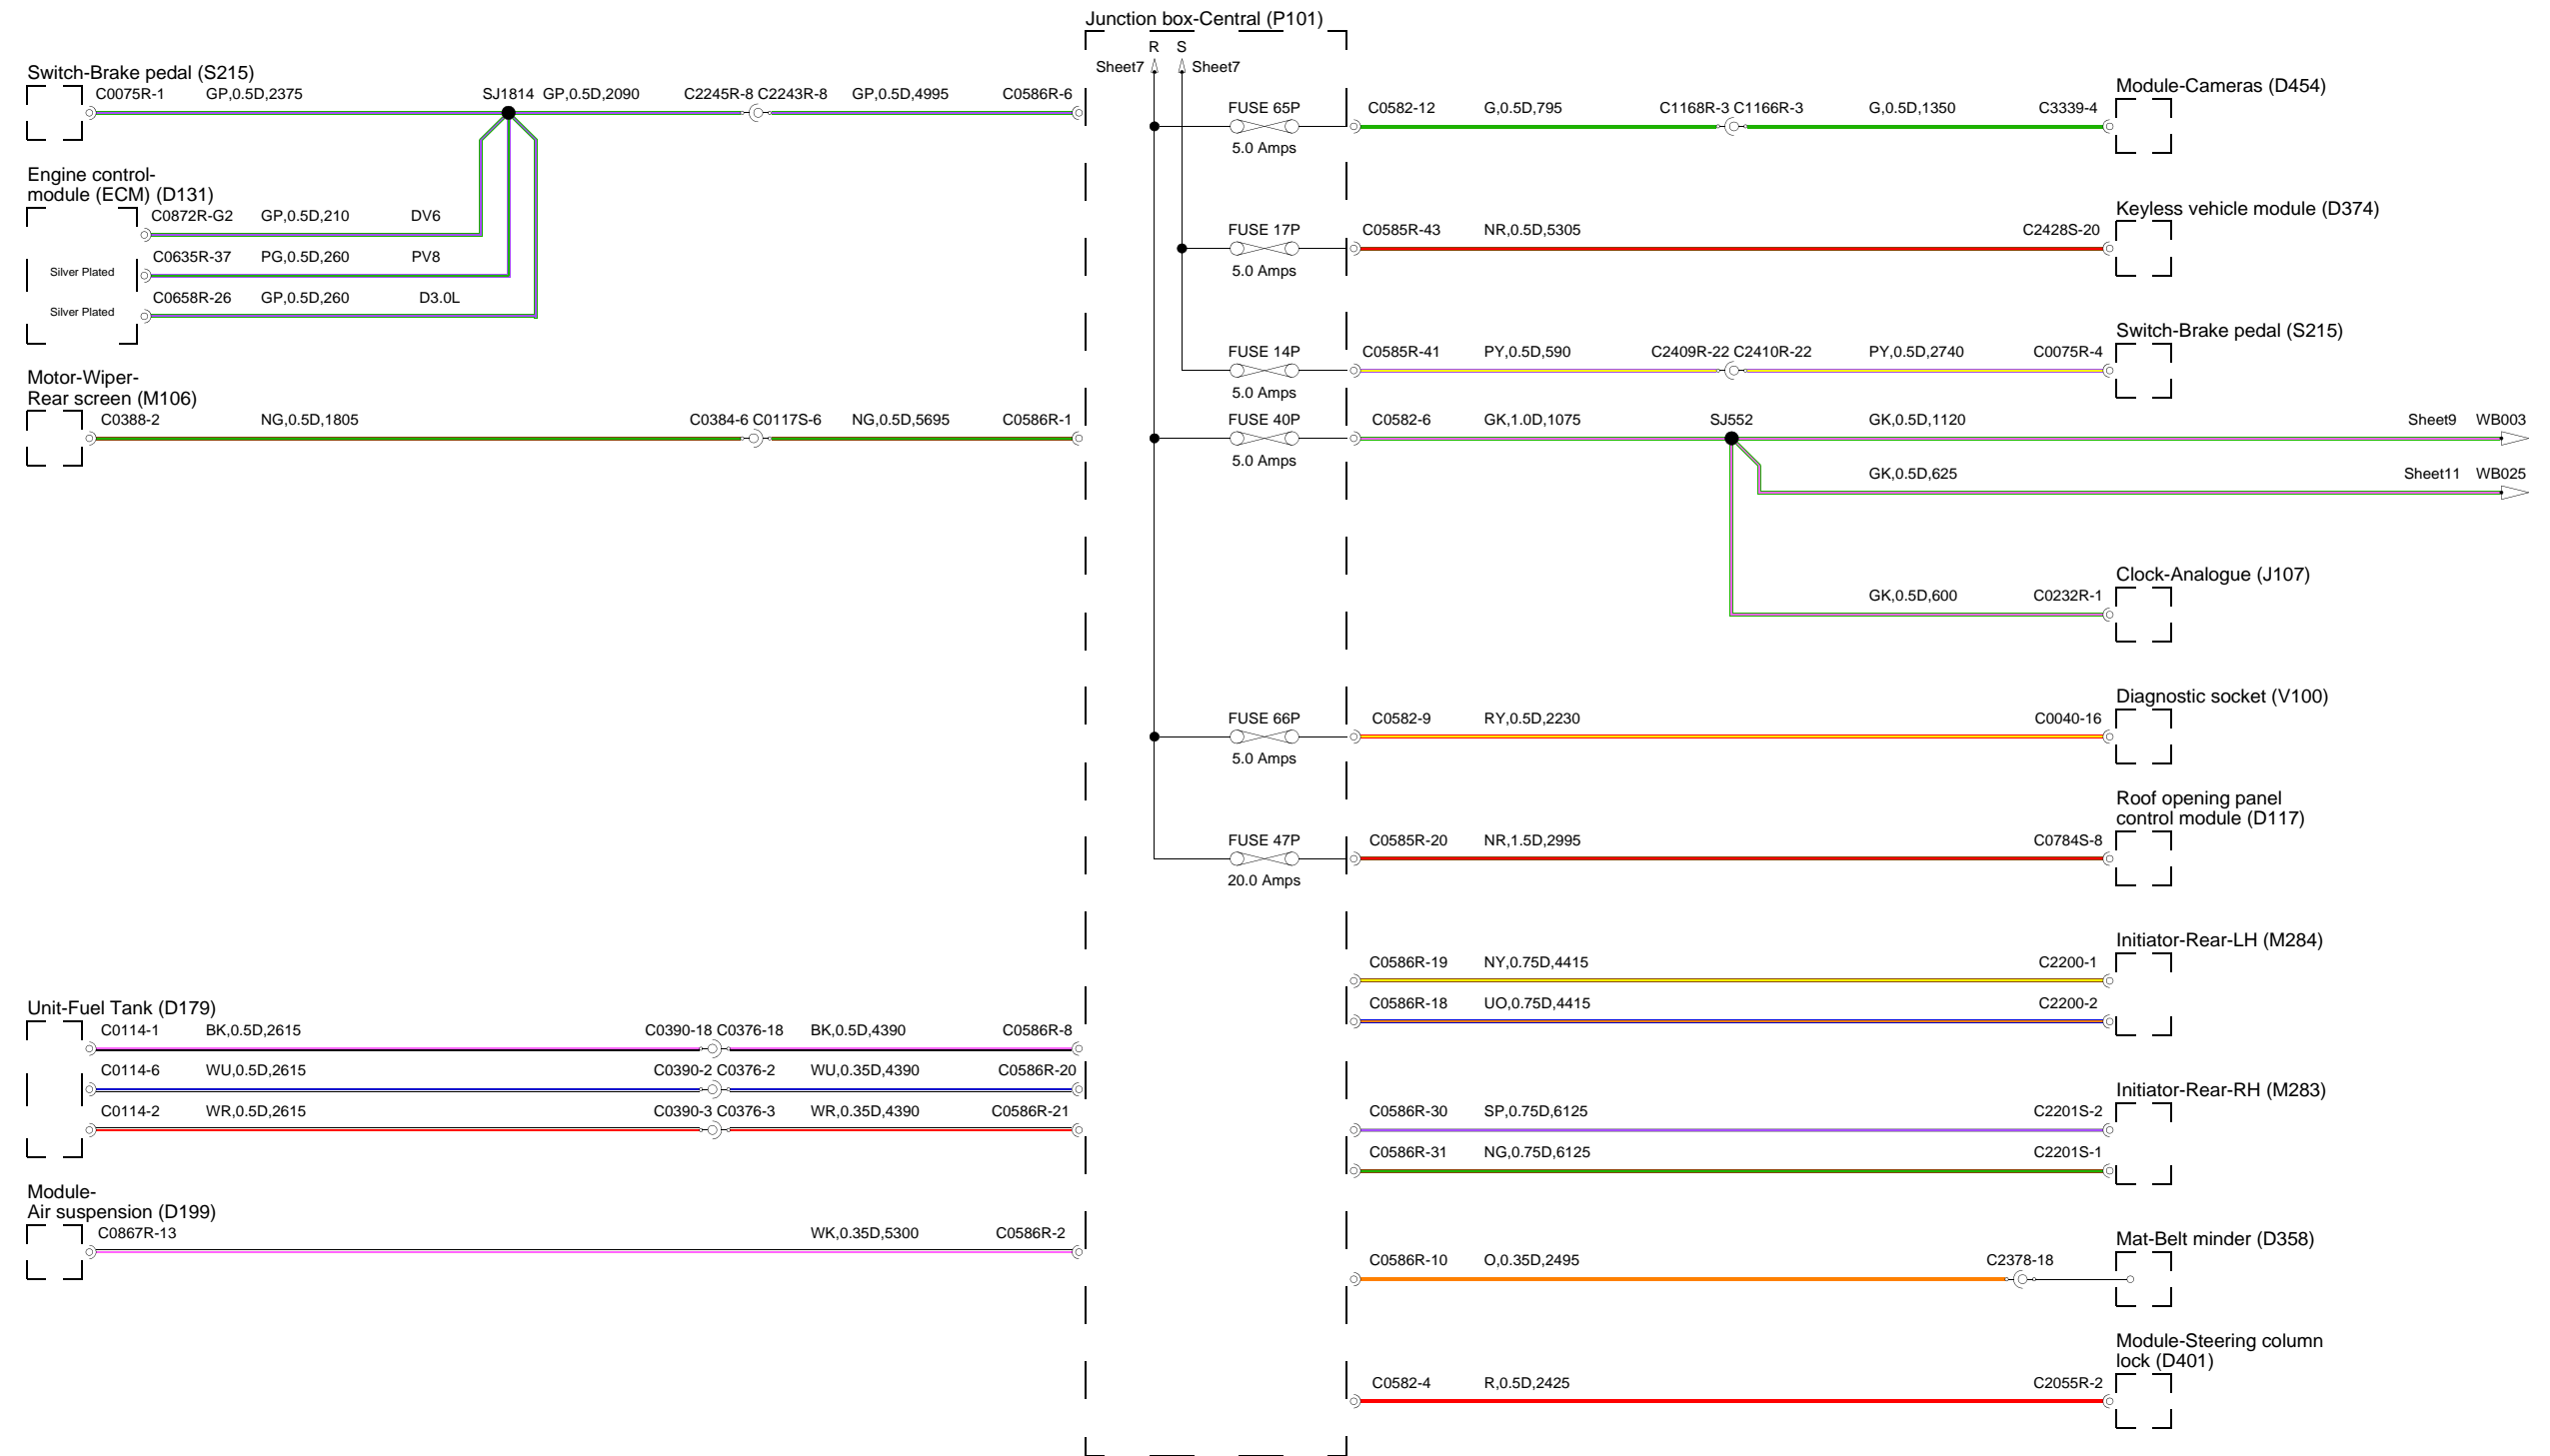 Junction box-Central (P101)
R S
Sheet7 Sheet7
Switch-Brake pedal (S215)
C0075R-1 GP,0.5D,2375 SJ1814 GP,0.5D,2090 C2245R-8 C2243R-8 GP,0.5D,4995 C0586R-6
Engine control-
module (ECM) (D131)
C0872R-G2 GP,0.5D,210 DV6
C0635R-37 PG,0.5D,260 PV8
Silver Plated
C0658R-26 GP,0.5D,260 D3.0L
Silver Plated
Motor-Wiper-
Rear screen (M106)
C0388-2 NG,0.5D,1805 C0384-6 C0117S-6 NG,0.5D,5695 C0586R-1
Unit-Fuel Tank (D179)
C0114-1 BK,0.5D,2615 C0390-18 C0376-18 BK,0.5D,4390 C0586R-8
C0114-6 WU,0.5D,2615 C0390-2 C0376-2 WU,0.35D,4390 C0586R-20
C0114-2 WR,0.5D,2615 C0390-3 C0376-3 WR,0.35D,4390 C0586R-21
Module-
Air suspension (D199)
C0867R-13 WK,0.35D,5300 C0586R-2
Module-Cameras (D454)
FUSE 65P C0582-12 G,0.5D,795 C1168R-3 C1166R-3 G,0.5D,1350 C3339-4
5.0 Amps
Keyless vehicle module (D374)
FUSE 17P C0585R-43 NR,0.5D,5305 C2428S-20
5.0 Amps
Switch-Brake pedal (S215)
FUSE 14P C0585R-41 PY,0.5D,590 C2409R-22 C2410R-22 PY,0.5D,2740 C0075R-4
5.0 Amps
FUSE 40P C0582-6 GK,1.0D,1075 SJ552 GK,0.5D,1120 Sheet9 WB003
5.0 Amps
GK,0.5D,625 Sheet11 WB025
Clock-Analogue (J107)
GK,0.5D,600 C0232R-1
Diagnostic socket (V100)
FUSE 66P C0582-9 RY,0.5D,2230 C0040-16
5.0 Amps
Roof opening panel
control module (D117)
FUSE 47P C0585R-20 NR,1.5D,2995 C0784S-8
20.0 Amps
Initiator-Rear-LH (M284)
C0586R-19 NY,0.75D,4415 C2200-1
C0586R-18 UO,0.75D,4415 C2200-2
Initiator-Rear-RH (M283)
C0586R-30 SP,0.75D,6125 C2201S-2
C0586R-31 NG,0.75D,6125 C2201S-1
Mat-Belt minder (D358)
C0586R-10 O,0.35D,2495 C2378-18
Module-Steering column
lock (D401)
C0582-4 R,0.5D,2425 C2055R-2